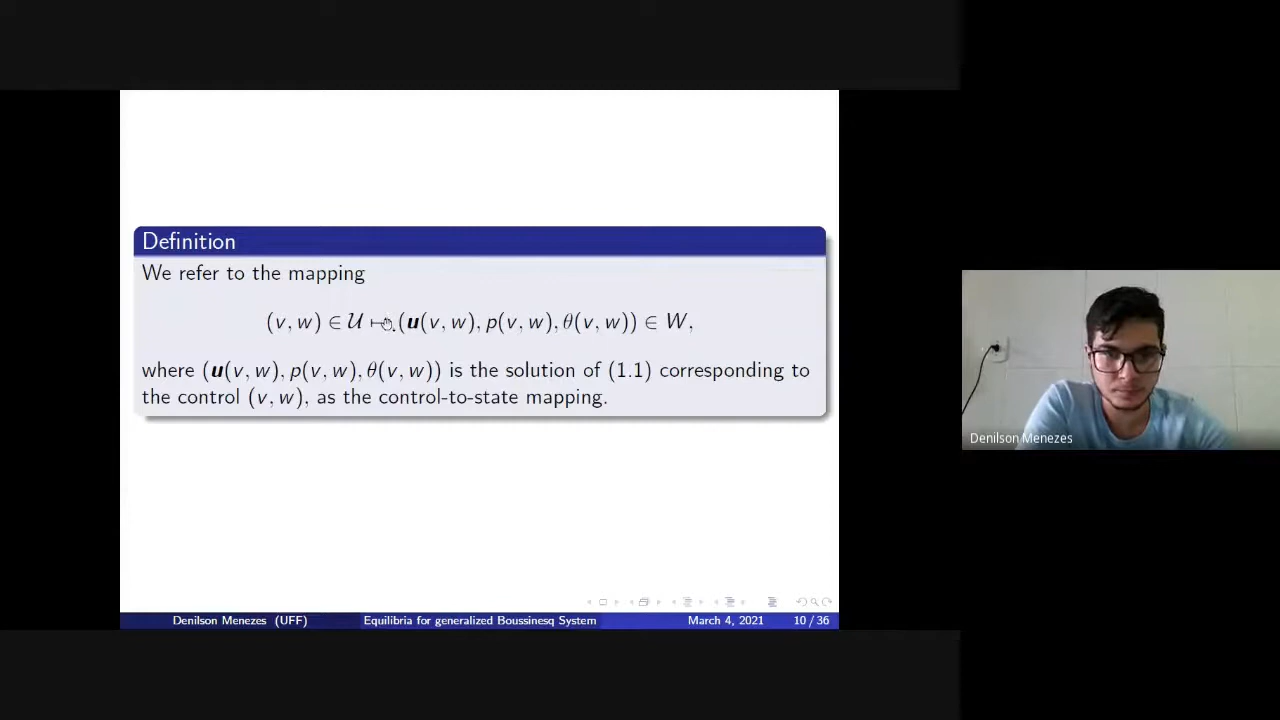 Definition
We refer to the mapping
(v, w) ∈ 𝒰 ↦ (u(v, w), p(v, w), θ(v, w)) ∈ W,
where (u(v, w), p(v, w), θ(v, w)) is the solution of (1.1) corresponding to
the control (v, w), as the control-to-state mapping.
Denilson Menezes
Denilson Menezes (UFF) Equilibria for generalized Boussinesq System March 4, 2021 10 / 36